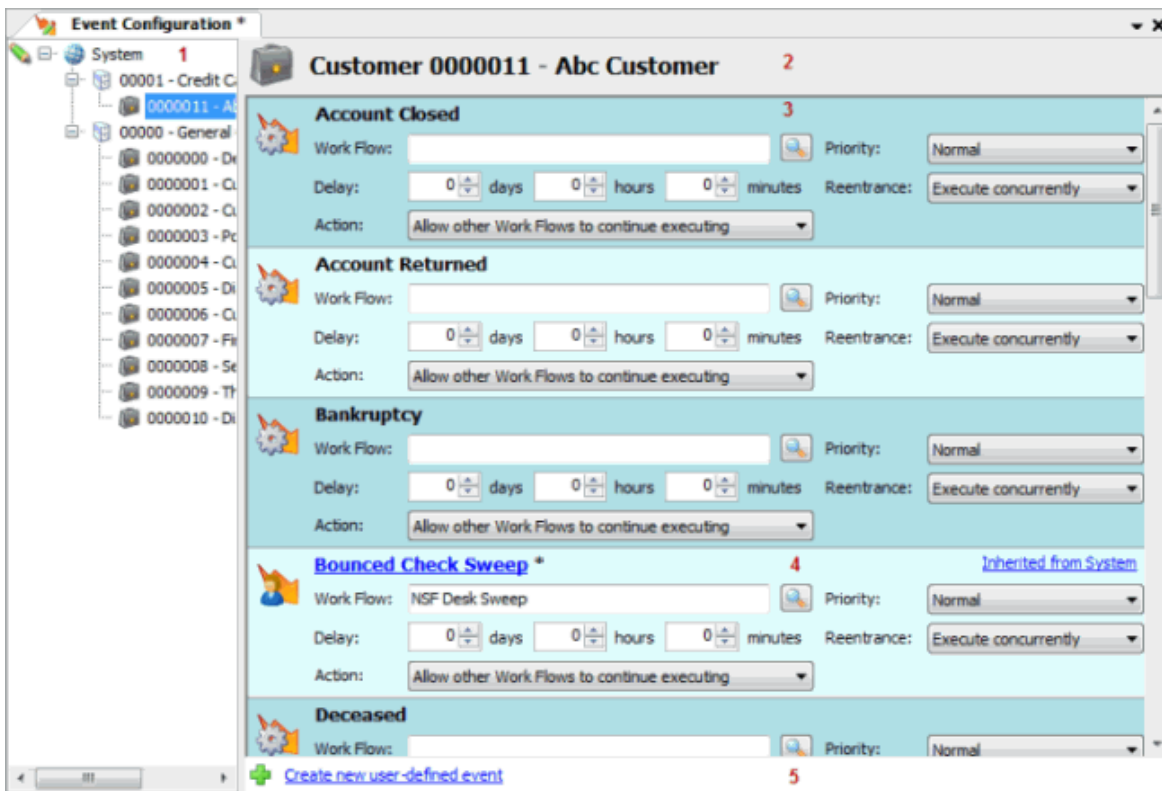 Event Configuration *
System 1
00001 - Credit Ca
0000011 - Ab
00000 - General
0000000 - De
0000001 - Cu
0000002 - Cu
0000003 - Po
0000004 - Cu
0000005 - Di
0000006 - Cu
0000007 - Fir
0000008 - Se
0000009 - Th
0000010 - Di
Customer 0000011 - Abc Customer 2
Account Closed 3
Work Flow: Priority: Normal
Delay: 0 days 0 hours 0 minutes Reentrance: Execute concurrently
Action: Allow other Work Flows to continue executing
Account Returned
Work Flow: Priority: Normal
Delay: 0 days 0 hours 0 minutes Reentrance: Execute concurrently
Action: Allow other Work Flows to continue executing
Bankruptcy
Work Flow: Priority: Normal
Delay: 0 days 0 hours 0 minutes Reentrance: Execute concurrently
Action: Allow other Work Flows to continue executing
Bounced Check Sweep * 4 Inherited from System
Work Flow: NSF Desk Sweep Priority: Normal
Delay: 0 days 0 hours 0 minutes Reentrance: Execute concurrently
Action: Allow other Work Flows to continue executing
Deceased
Work Flow: Priority: Normal
Create new user-defined event 5